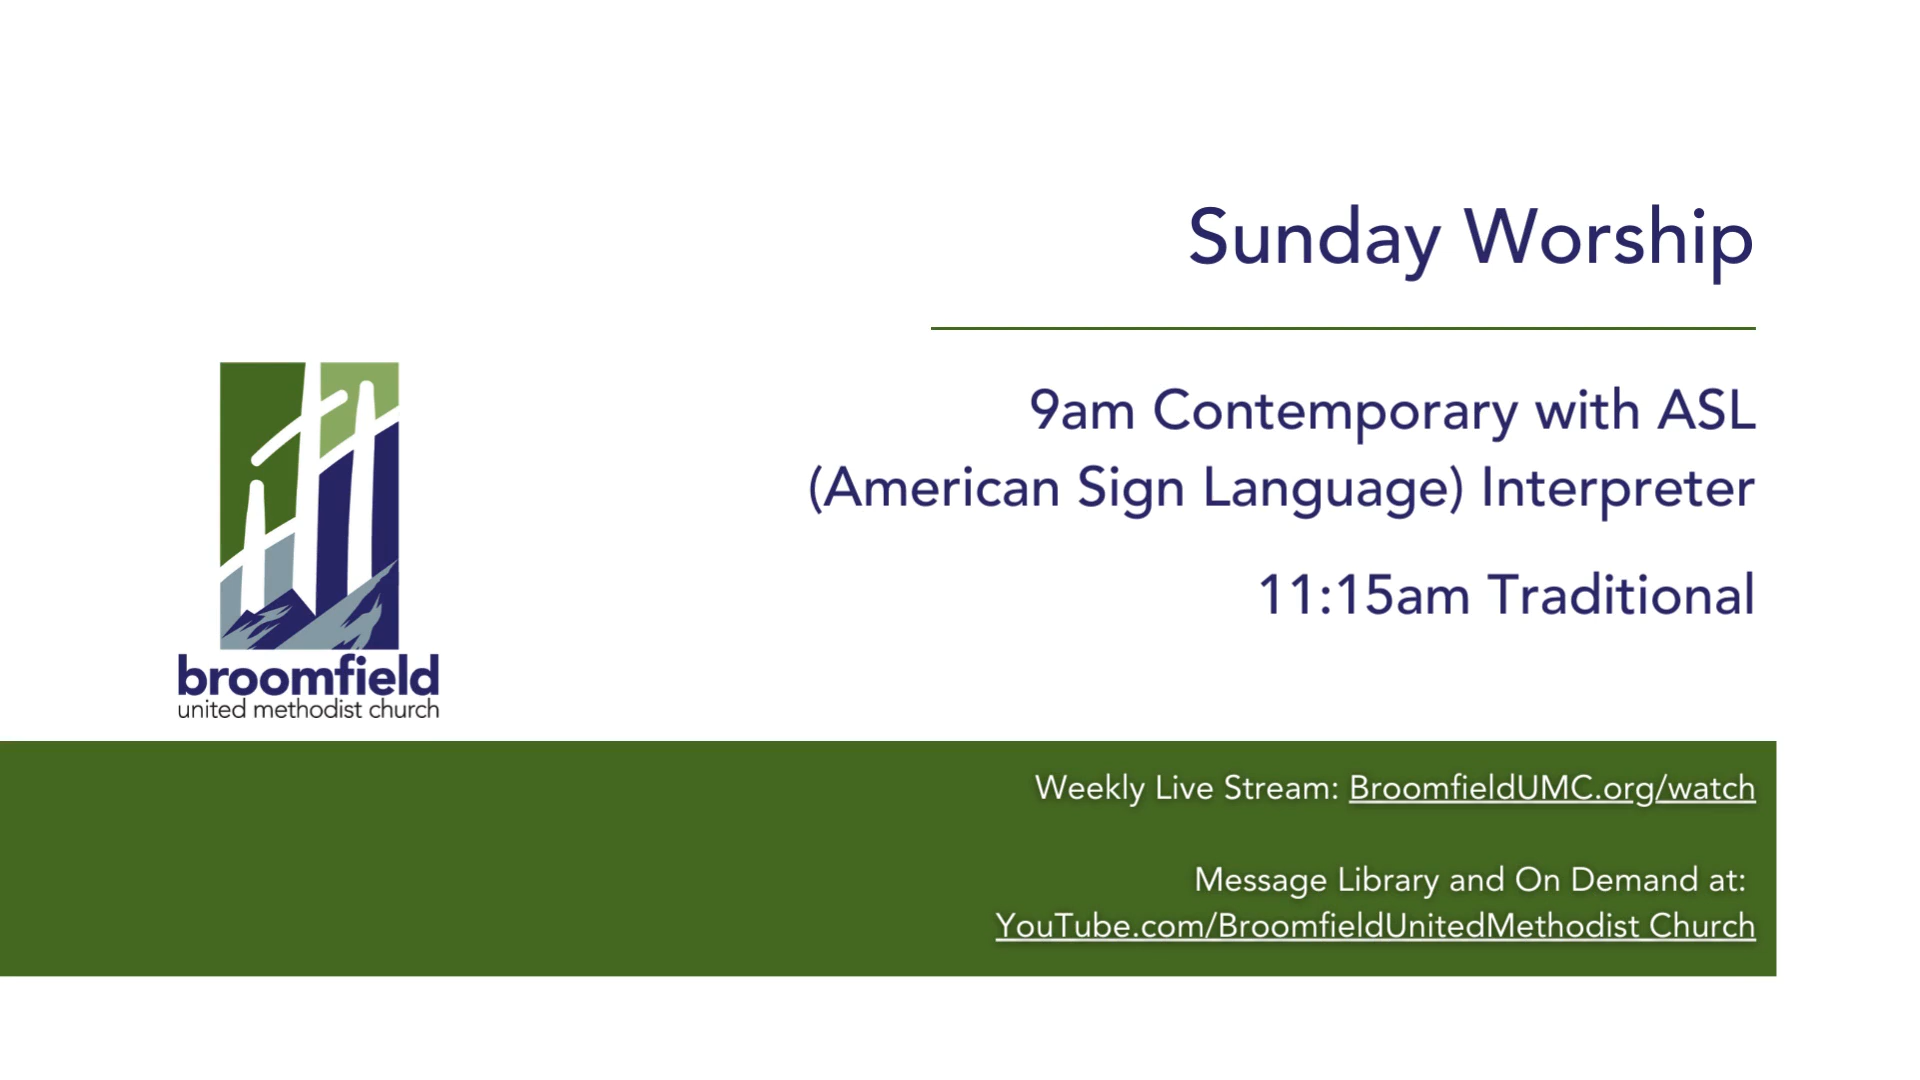 Sunday Worship
9am Contemporary with ASL
(American Sign Language) Interpreter
11:15am Traditional
broomfield
united methodist church
Weekly Live Stream: BroomfieldUMC.org/watch
Message Library and On Demand at:
YouTube.com/BroomfieldUnitedMethodist Church